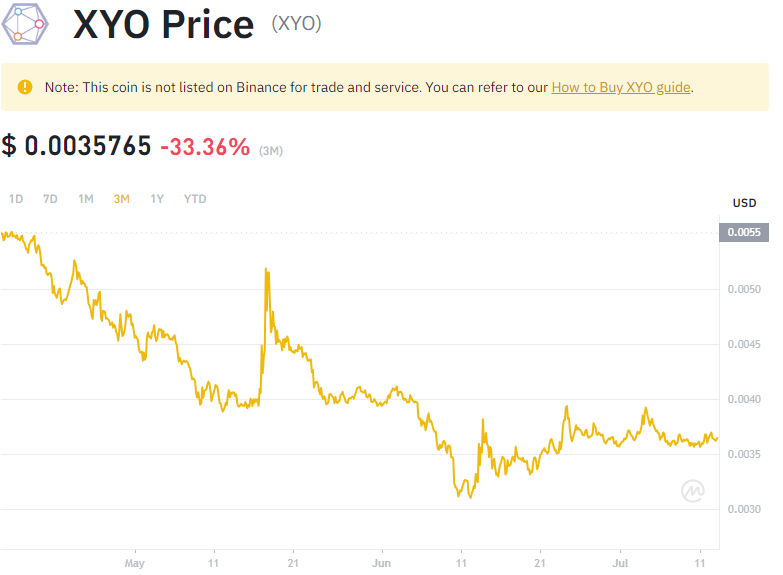 XYO Price (XYO)
Note: This coin is not listed on Binance for trade and service. You can refer to our How to Buy XYO guide.
$ 0.0035765 -33.36% (3M)
1D 7D 1M 3M 1Y YTD
USD
0.0055
0.0050
0.0045
0.0040
0.0035
0.0030
May 11 21 Jun 11 21 Jul 11